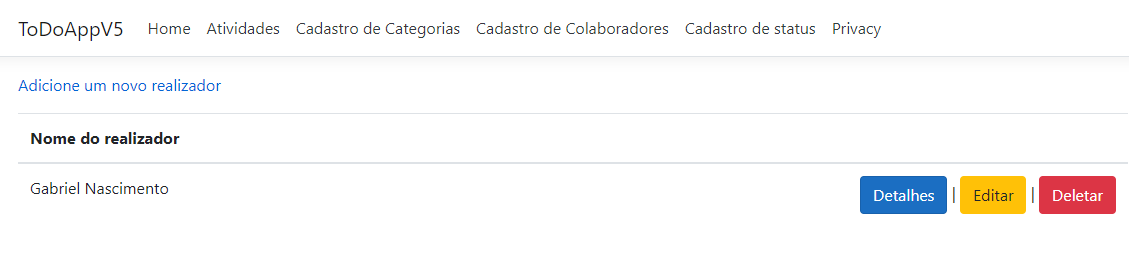 ToDoAppV5 Home Atividades Cadastro de Categorias Cadastro de Colaboradores Cadastro de status Privacy
Adicione um novo realizador
Nome do realizador
Gabriel Nascimento Detalhes | Editar | Deletar